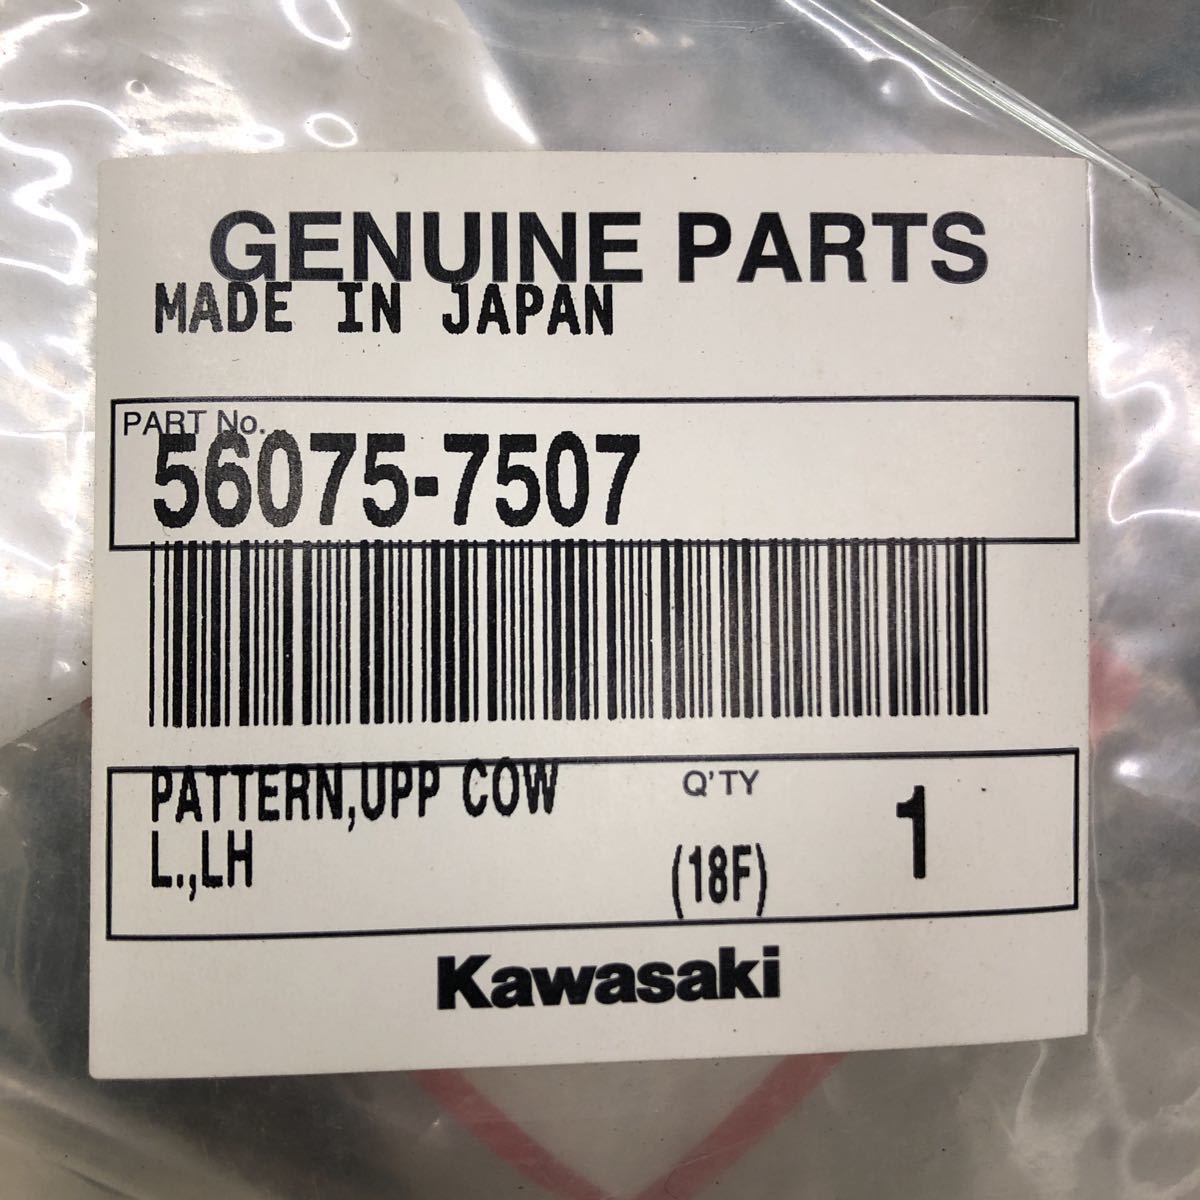 GENUINE PARTS
MADE IN JAPAN
PART No.
56075-7507
PATTERN,UPP COW
L.,LH
Q'TY
(18F)
1
Kawasaki